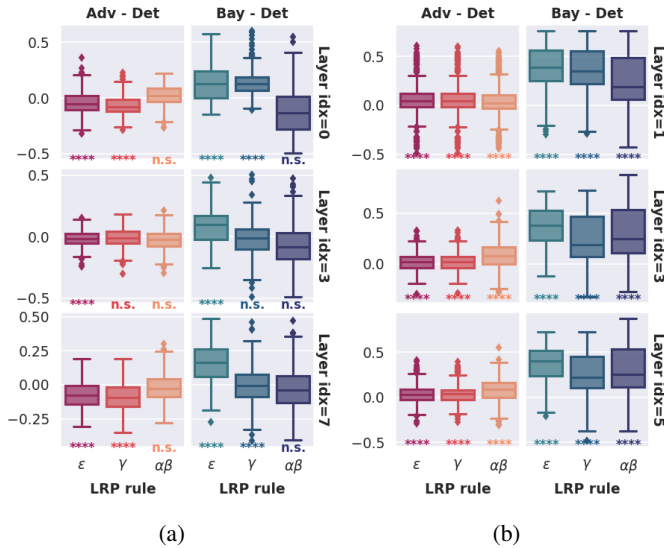 Adv - Det Bay - Det Adv - Det Bay - Det
0.5
0.0
−0.5
**** **** n.s. **** **** n.s.
Layer idx=0
0.5
0.0
−0.5
**** **** **** **** **** ****
Layer idx=1
0.5
0.0
−0.5
**** n.s. n.s. **** n.s. n.s.
Layer idx=3
0.5
0.0
**** **** **** **** **** ****
Layer idx=3
0.50
0.25
0.00
−0.25
**** **** n.s. **** **** n.s.
Layer idx=7
0.5
0.0
−0.5
**** **** **** **** **** ****
Layer idx=5
ε γ αβ ε γ αβ ε γ αβ ε γ αβ
LRP rule LRP rule LRP rule LRP rule
(a) (b)